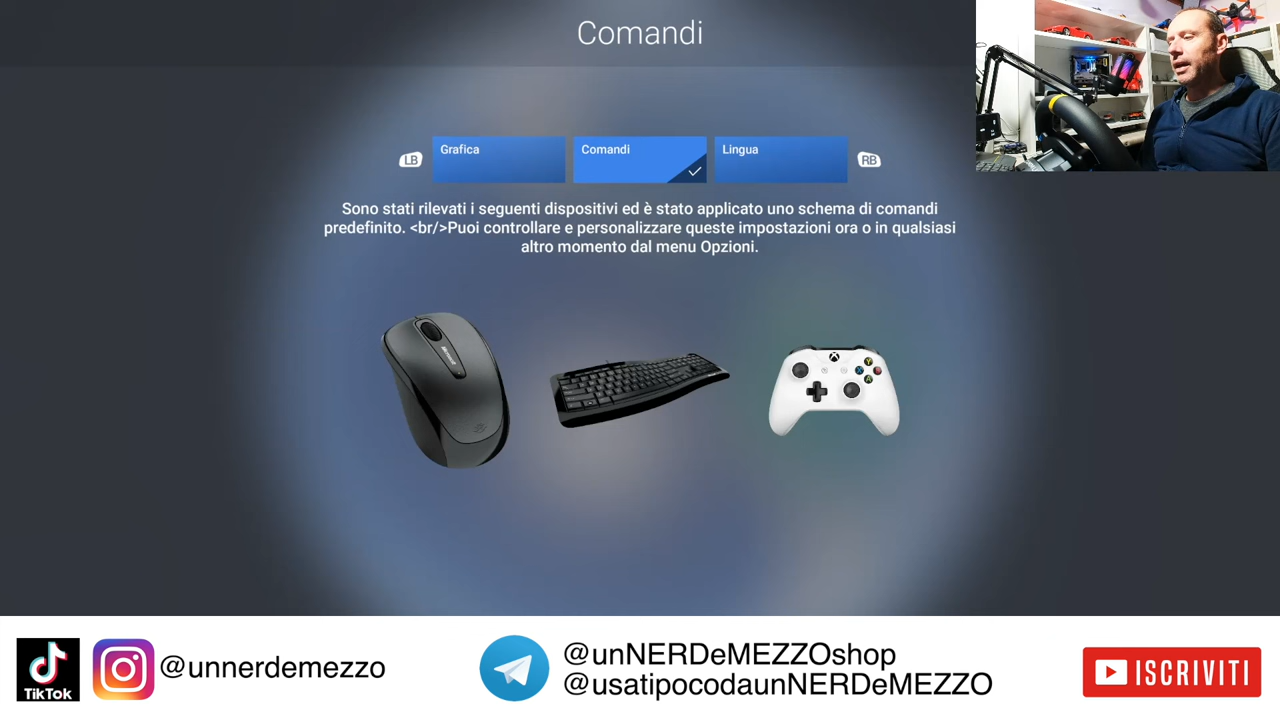 Comandi
LB
Grafica
Comandi
Lingua
RB
Sono stati rilevati i seguenti dispositivi ed è stato applicato uno schema di comandi
predefinito. <br/>Puoi controllare e personalizzare queste impostazioni ora o in qualsiasi
altro momento dal menu Opzioni.
Microsoft
Y
X
B
A
TikTok
@unnerdemezzo
@unNERDeMEZZOshop
@usatipocodaunNERDeMEZZO
ISCRIVITI